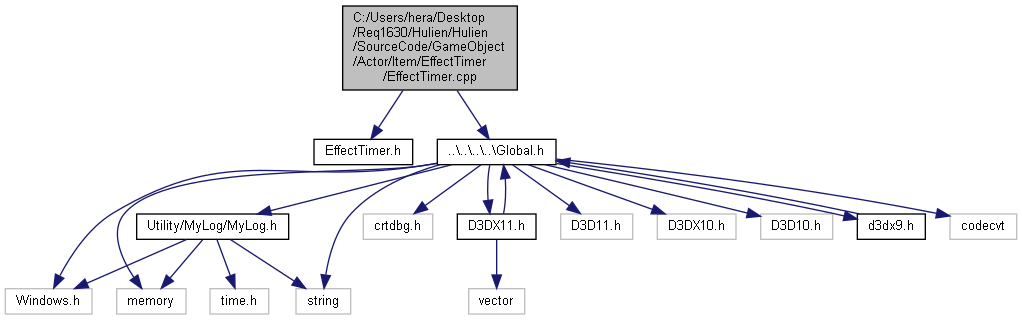 C:/Users/hera/Desktop
/Req1630/Hulien/Hulien
/SourceCode/GameObject
/Actor/Item/EffectTimer
/EffectTimer.cpp
EffectTimer.h
..\..\..\..\Global.h
Utility/MyLog/MyLog.h
crtdbg.h
D3DX11.h
D3D11.h
D3DX10.h
D3D10.h
d3dx9.h
codecvt
Windows.h
memory
time.h
string
vector